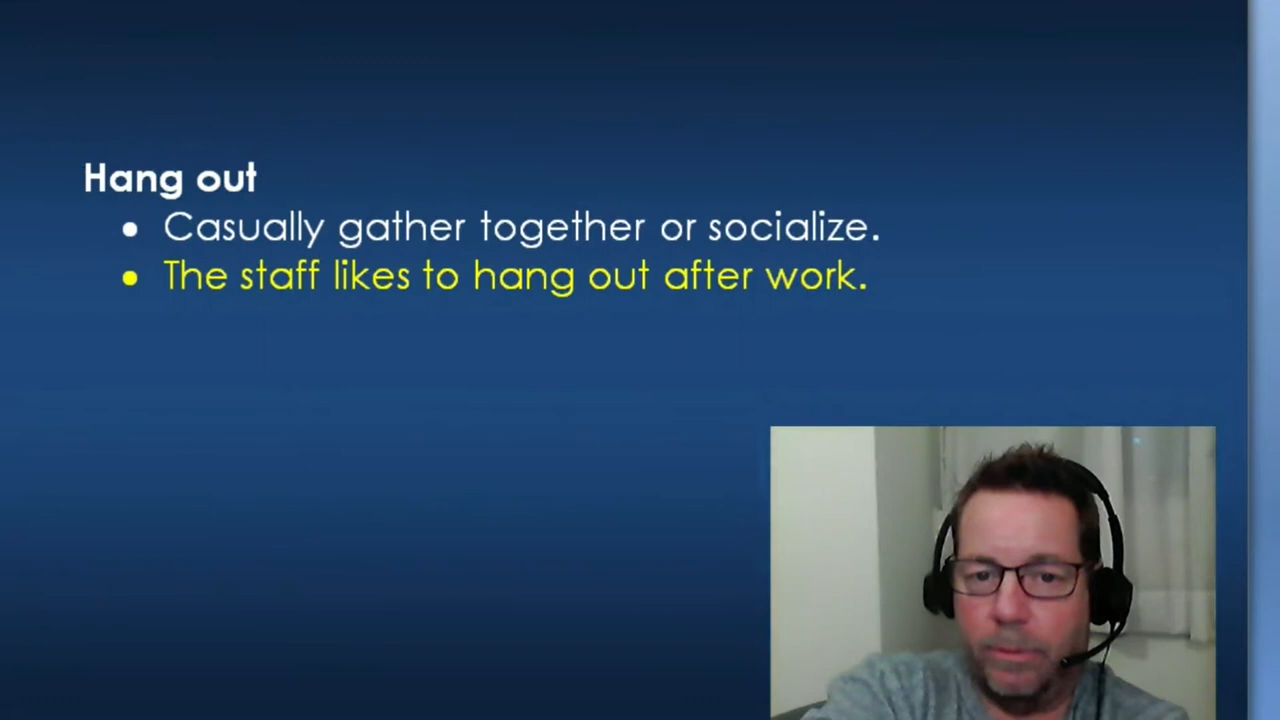 Hang out
• Casually gather together or socialize.
• The staff likes to hang out after work.